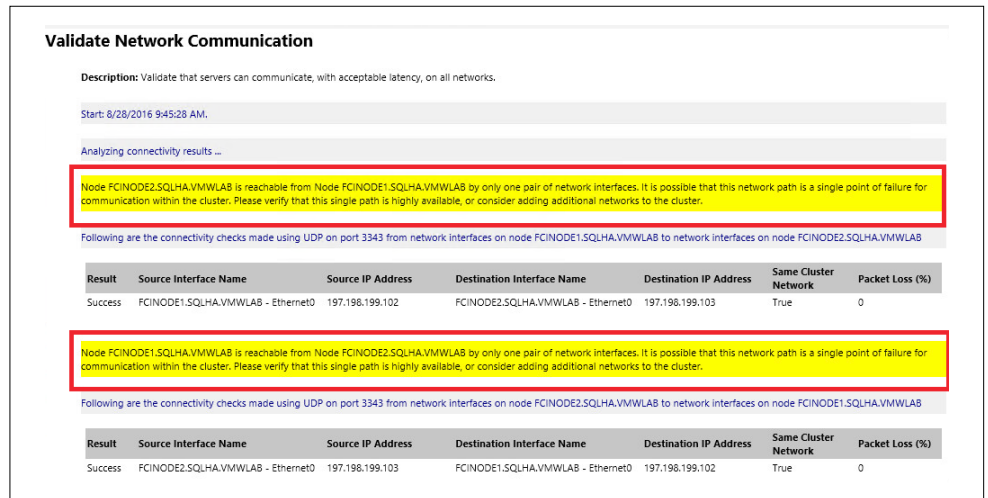 Validate Network Communication
Description: Validate that servers can communicate, with acceptable latency, on all networks.
Start: 8/28/2016 9:45:28 AM.
Analyzing connectivity results ...
Node FCINODE2.SQLHA.VMWLAB is reachable from Node FCINODE1.SQLHA.VMWLAB by only one pair of network interfaces. It is possible that this network path is a single point of failure for
communication within the cluster. Please verify that this single path is highly available, or consider adding additional networks to the cluster.
Following are the connectivity checks made using UDP on port 3343 from network interfaces on node FCINODE1.SQLHA.VMWLAB to network interfaces on node FCINODE2.SQLHA.VMWLAB
Result Source Interface Name Source IP Address Destination Interface Name Destination IP Address Same Cluster Network Packet Loss (%)
Success FCINODE1.SQLHA.VMWLAB - Ethernet0 197.198.199.102 FCINODE2.SQLHA.VMWLAB - Ethernet0 197.198.199.103 True 0
Node FCINODE1.SQLHA.VMWLAB is reachable from Node FCINODE2.SQLHA.VMWLAB by only one pair of network interfaces. It is possible that this network path is a single point of failure for
communication within the cluster. Please verify that this single path is highly available, or consider adding additional networks to the cluster.
Following are the connectivity checks made using UDP on port 3343 from network interfaces on node FCINODE2.SQLHA.VMWLAB to network interfaces on node FCINODE1.SQLHA.VMWLAB
Result Source Interface Name Source IP Address Destination Interface Name Destination IP Address Same Cluster Network Packet Loss (%)
Success FCINODE2.SQLHA.VMWLAB - Ethernet0 197.198.199.103 FCINODE1.SQLHA.VMWLAB - Ethernet0 197.198.199.102 True 0